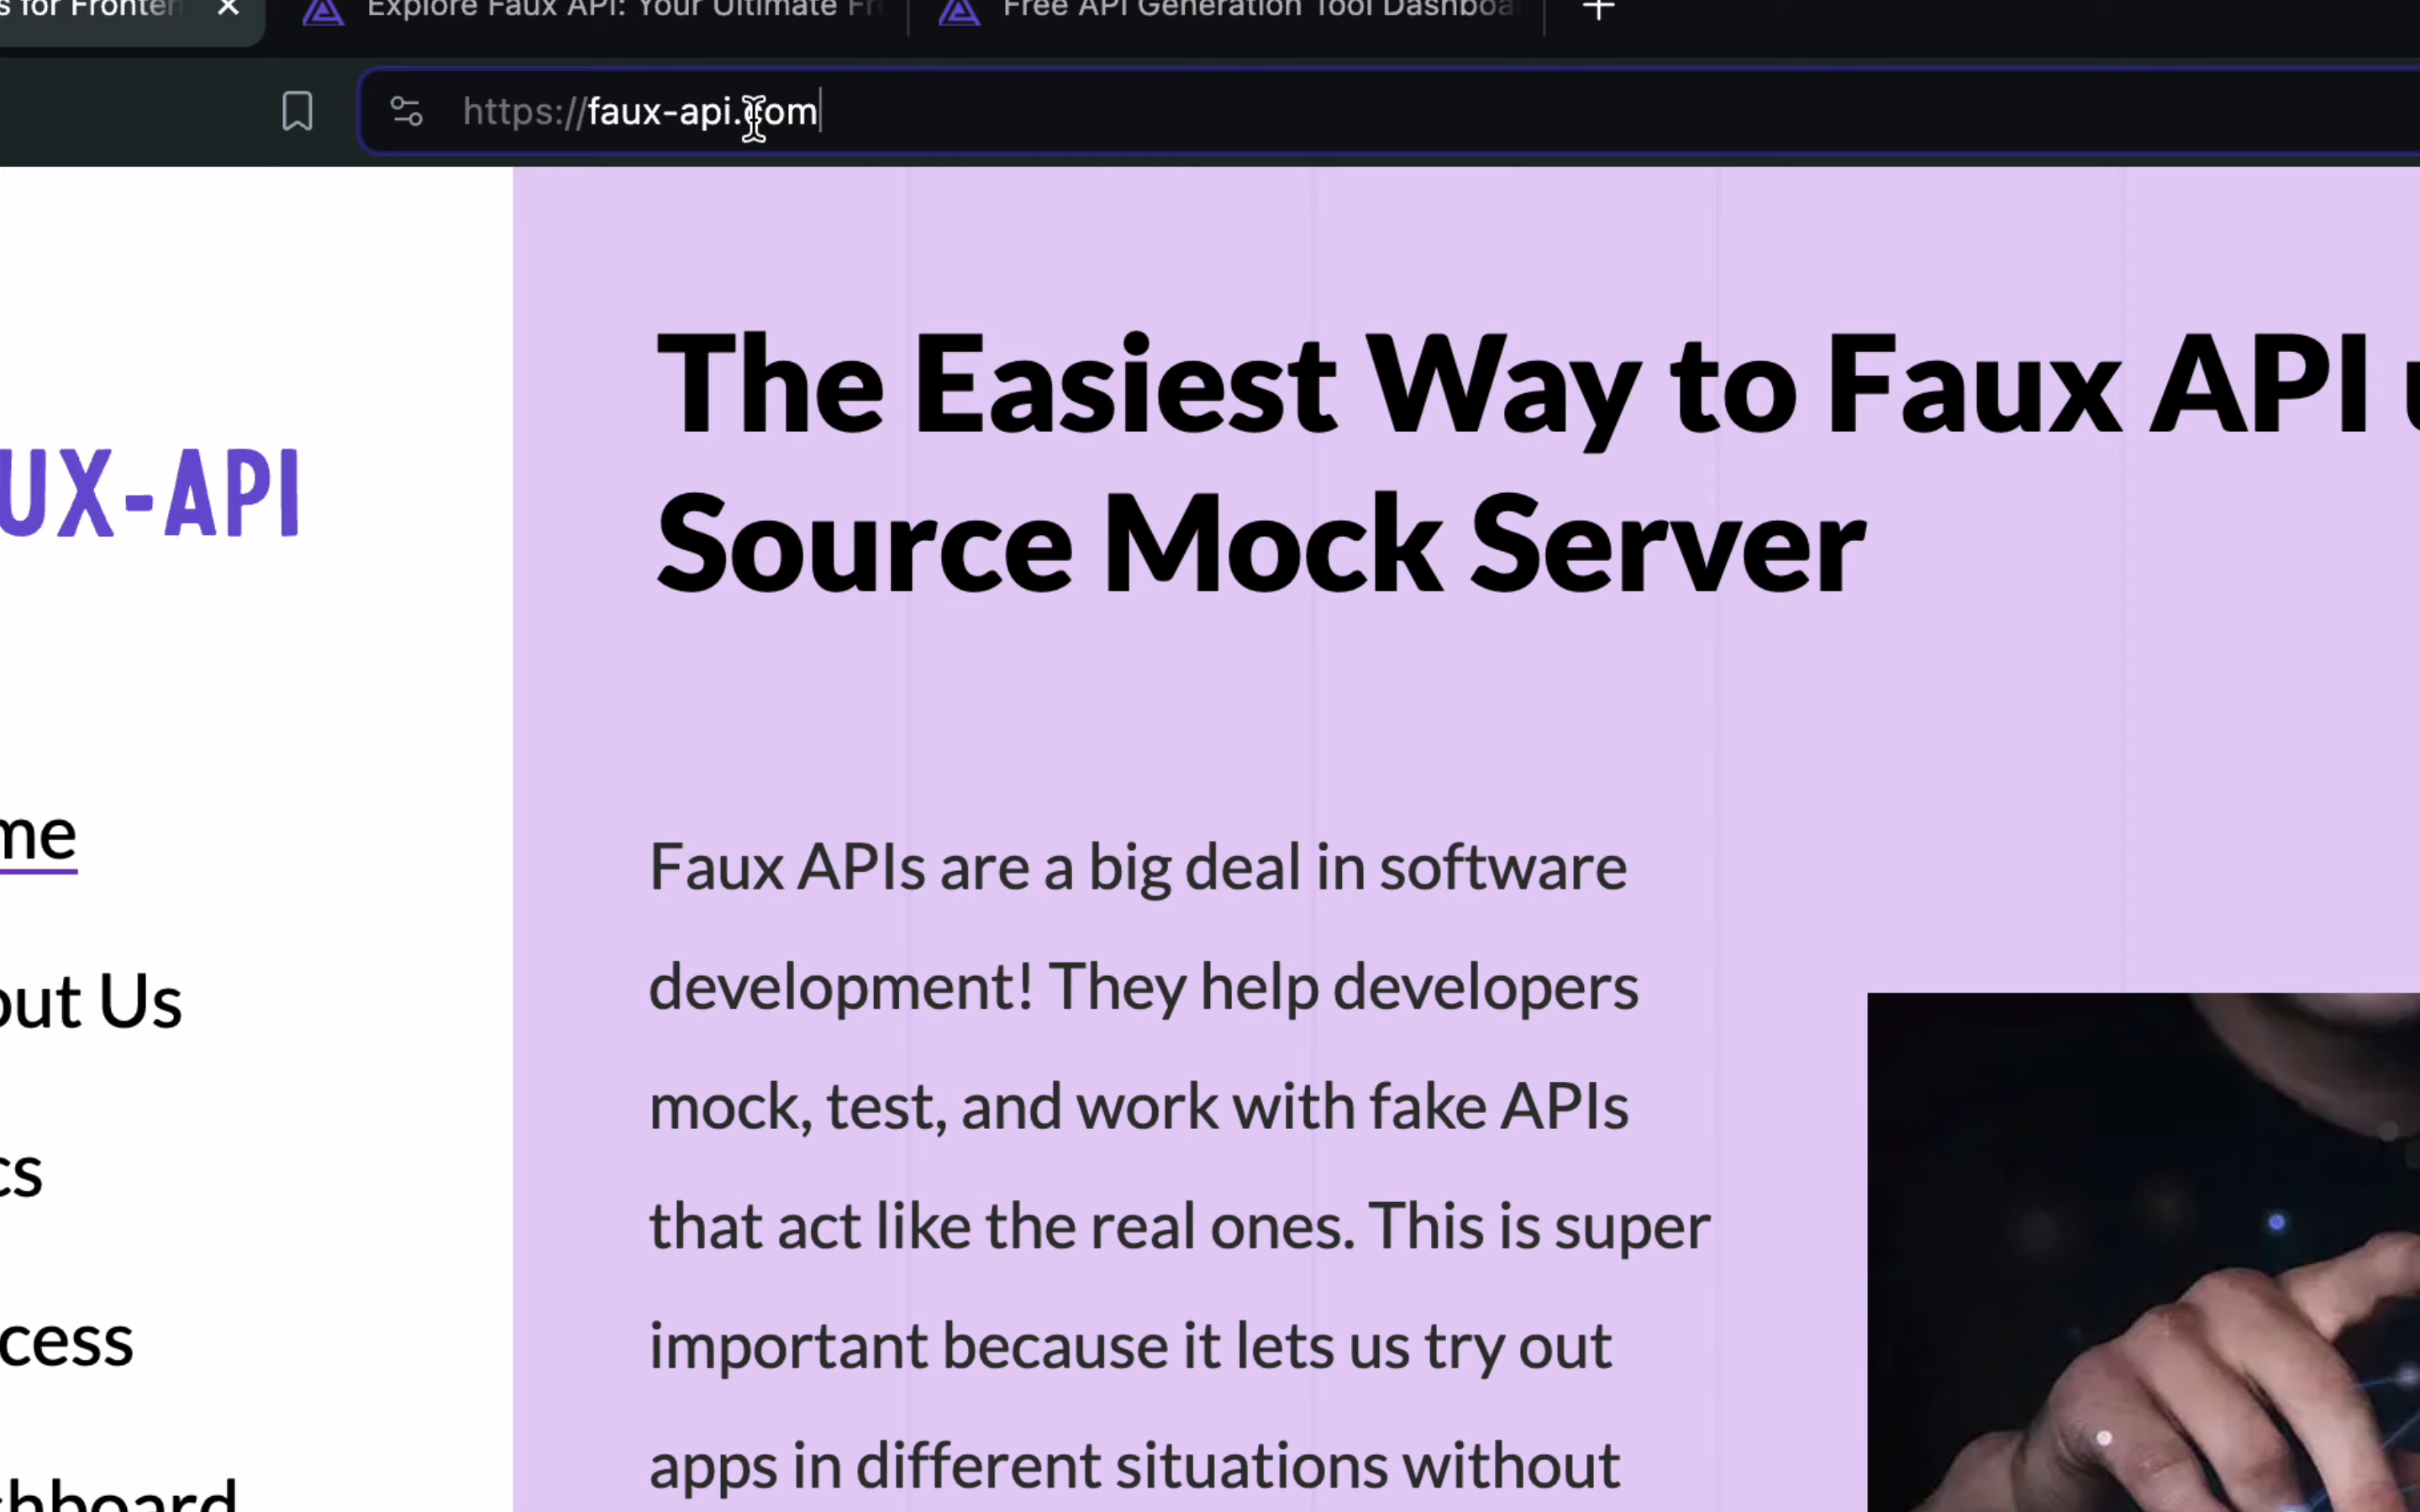 s for Fronten
Explore Faux API: Your Ultimate Fr
Free API Generation Tool Dashboa
https://faux-api.com
The Easiest Way to Faux API u
Source Mock Server
UX-API
me
out Us
cs
cess
hboard
Faux APIs are a big deal in software
development! They help developers
mock, test, and work with fake APIs
that act like the real ones. This is super
important because it lets us try out
apps in different situations without